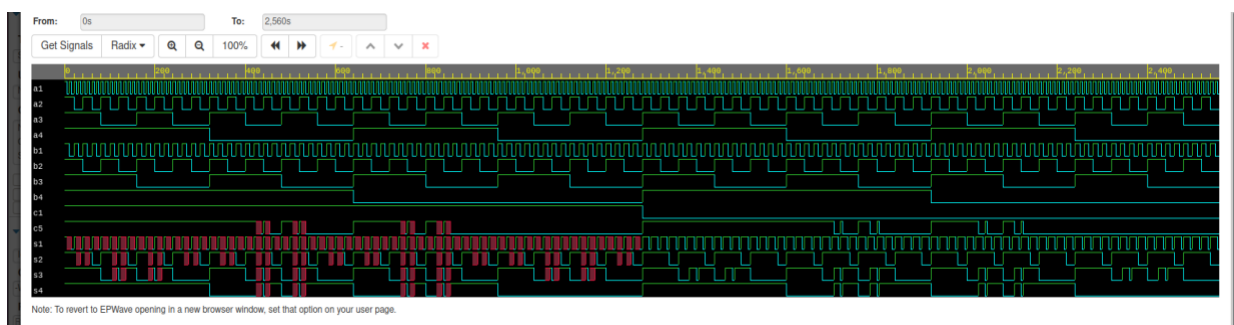 From: 0s To: 2,560s
Get Signals Radix 100%
0 200 400 600 800 1,000 1,200 1,400 1,600 1,800 2,000 2,200 2,400
a1
a2
a3
a4
b1
b2
b3
b4
c1
c5
s1
s2
s3
s4
Note: To revert to EPWave opening in a new browser window, set that option on your user page.